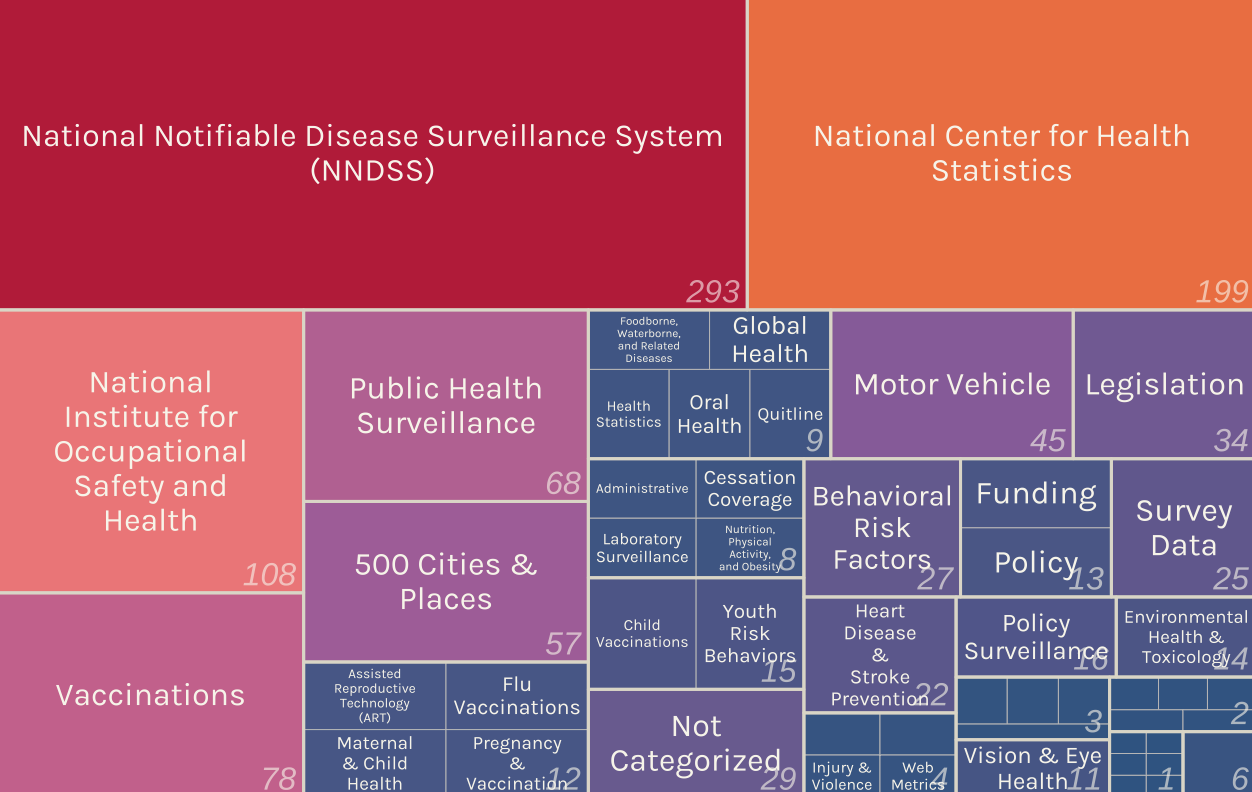 National Notifiable Disease Surveillance System
(NNDSS)
293
National Center for Health
Statistics
199
National
Institute for
Occupational
Safety and
Health
108
Vaccinations
78
Public Health
Surveillance
68
500 Cities &
Places
57
Assisted
Reproductive
Technology
(ART)
Flu
Vaccinations
Maternal
& Child
Health
Pregnancy
&
Vaccination
12
Foodborne,
Waterborne,
and Related
Diseases
Global
Health
Health
Statistics
Oral
Health
Quitline
9
Motor Vehicle
45
Legislation
34
Administrative
Cessation
Coverage
Laboratory
Surveillance
Nutrition,
Physical
Activity,
and Obesity
8
Child
Vaccinations
Youth
Risk
Behaviors
15
Not
Categorized
29
Behavioral
Risk
Factors
27
Funding
Policy
13
Survey
Data
25
Heart
Disease
&
Stroke
Prevention
22
Policy
Surveillance
16
Environmental
Health &
Toxicology
14
Injury &
Violence
Web
Metrics
4
3
Vision & Eye
Health
11
2
1
6